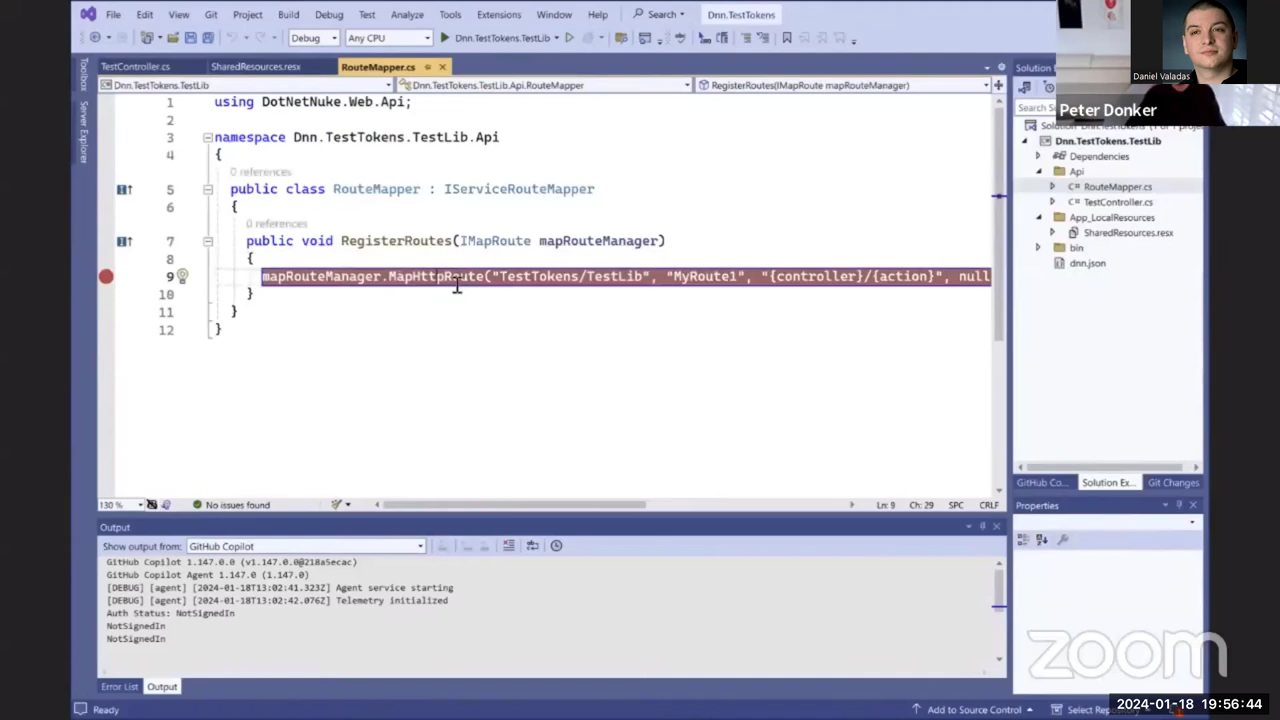 File Edit View Git Project Build Debug Test Analyze Tools Extensions Window Help Search Dnn.TestTokens
Debug Any CPU Dnn.TestTokens.TestLib
TestController.cs SharedResources.resx RouteMapper.cs
Dnn.TestTokens.TestLib Dnn.TestTokens.TestLib.Api.RouteMapper RegisterRoutes(IMapRoute mapRouteManager)
Toolbox
Server Explorer
1 using DotNetNuke.Web.Api;
2
3 namespace Dnn.TestTokens.TestLib.Api
4 {
0 references
5 public class RouteMapper : IServiceRouteMapper
6 {
0 references
7 public void RegisterRoutes(IMapRoute mapRouteManager)
8 {
9 mapRouteManager.MapHttpRoute("TestTokens/TestLib", "MyRoute1", "{controller}/{action}", null
10 }
11 }
12 }
130 % No issues found Ln: 9 Ch: 29 SPC CRLF
Output
Show output from: GitHub Copilot
GitHub Copilot 1.147.0.0 (v1.147.0.0@218a5ecac)
GitHub Copilot Agent 1.147.0 (1.147.0)
[DEBUG] [agent] [2024-01-18T13:02:41.323Z] Agent service starting
[DEBUG] [agent] [2024-01-18T13:02:42.076Z] Telemetry initialized
Auth Status: NotSignedIn
NotSignedIn
NotSignedIn
Error List Output
Ready Add to Source Control
Daniel Valadas
Peter Donker
Solution
Search
Dnn.TestTokens.TestLib
Dependencies
Api
RouteMapper.cs
TestController.cs
App_LocalResources
SharedResources.resx
bin
dnn.json
GitHub Co... Solution Ex... Git Changes
Properties
zoom
2024-01-18 19:56:44